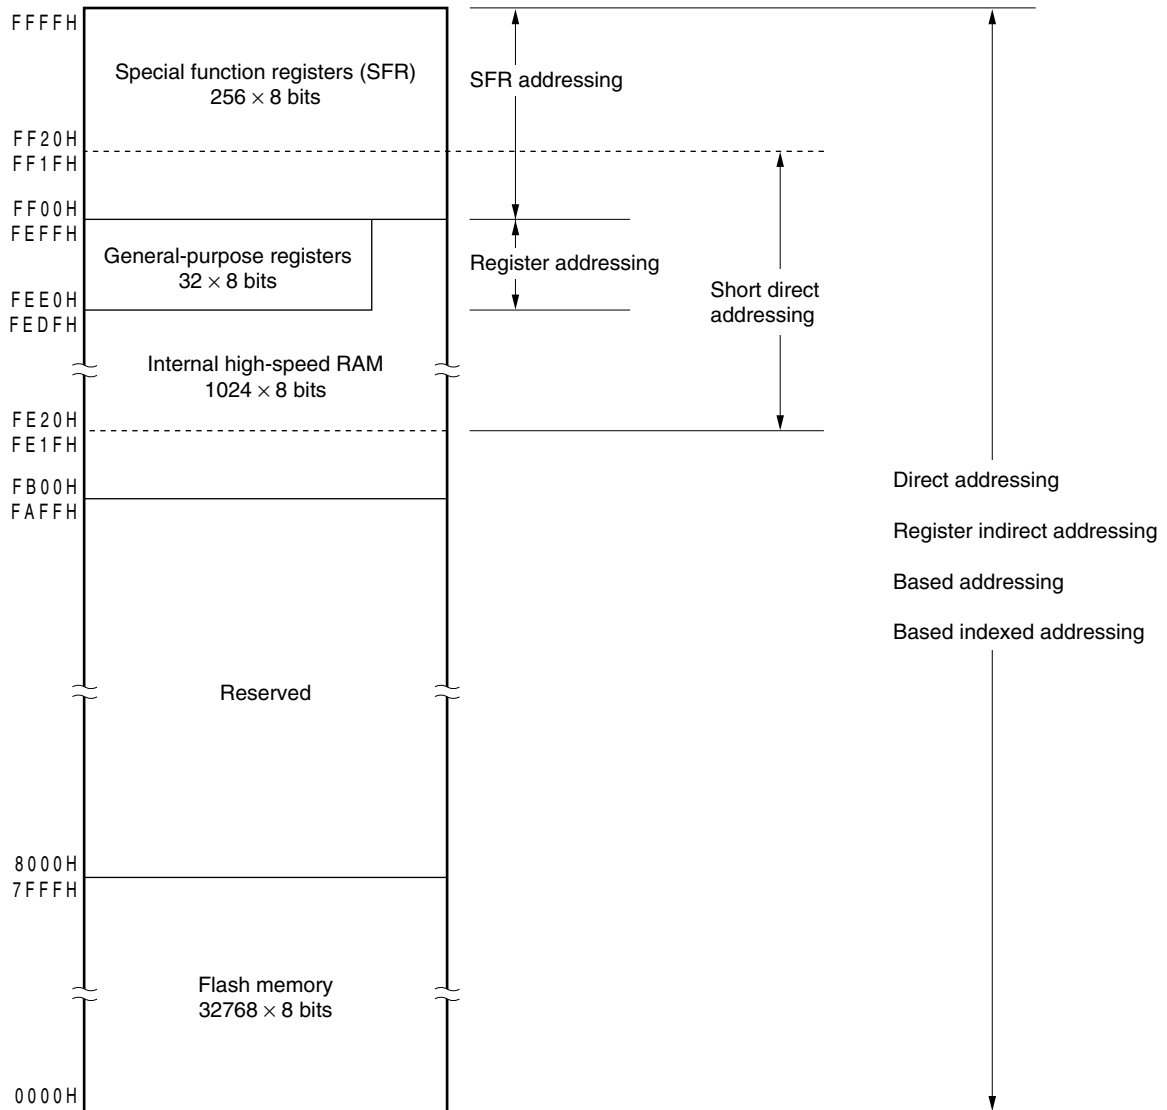 FFFFH
Special function registers (SFR)
256 × 8 bits
SFR addressing
FF20H
FF1FH
FF00H
FEFFH
General-purpose registers
32 × 8 bits
Register addressing
Short direct
addressing
FEE0H
FEDFH
Internal high-speed RAM
1024 × 8 bits
FE20H
FE1FH
FB00H
FAFFH
Direct addressing
Register indirect addressing
Based addressing
Based indexed addressing
Reserved
8000H
7FFFH
Flash memory
32768 × 8 bits
0000H